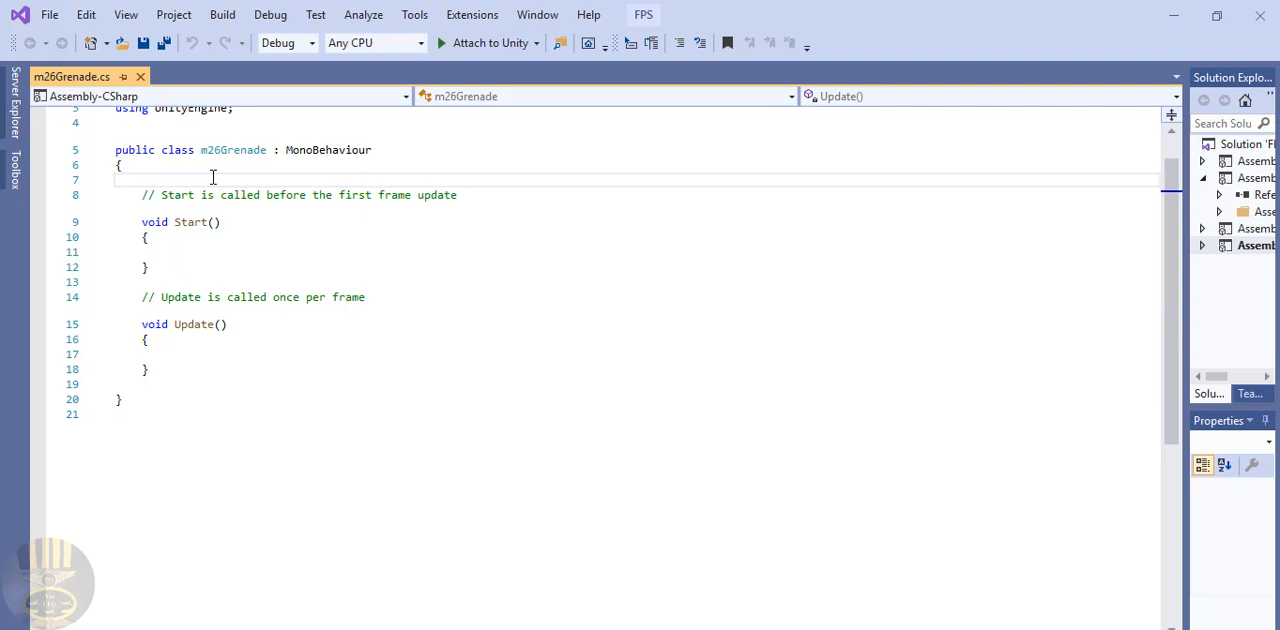 File Edit View Project Build Debug Test Analyze Tools Extensions Window Help FPS
Debug Any CPU Attach to Unity
m26Grenade.cs
Server Explorer
Toolbox
Assembly-CSharp m26Grenade Update()
3 using UnityEngine;
4
5 public class m26Grenade : MonoBehaviour
6 {
7
8 // Start is called before the first frame update
9 void Start()
10 {
11
12 }
13
14 // Update is called once per frame
15 void Update()
16 {
17
18 }
19
20 }
21
Solution Explo...
Search Solu
Solution 'F
Assemb
Assemb
Refe
Asse
Assemb
Assemb
Solu... Tea...
Properties